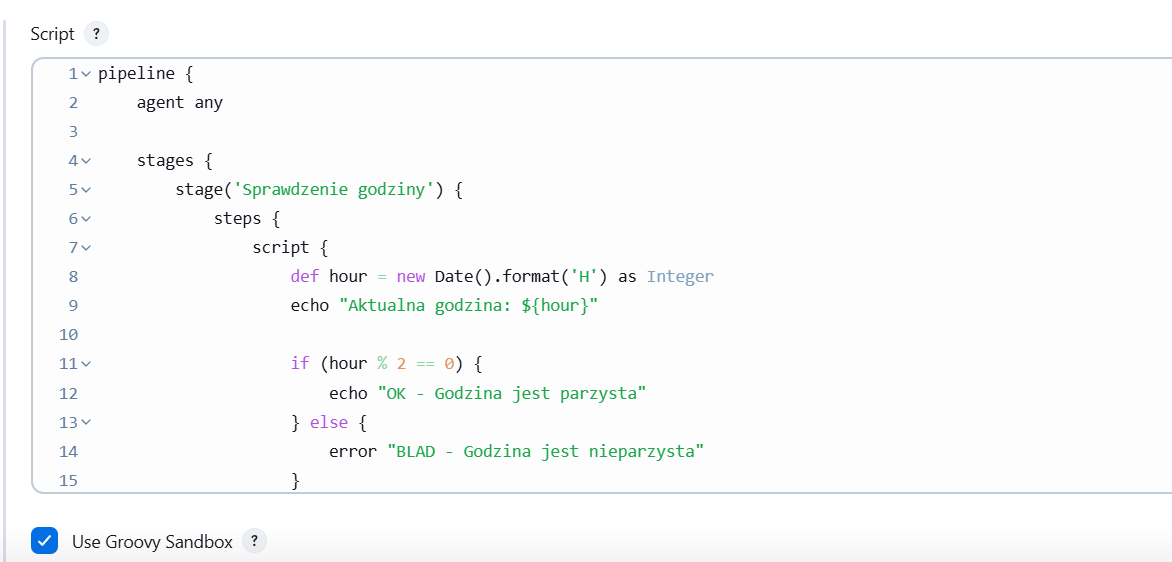 Script ?
1 pipeline {
2     agent any
3
4     stages {
5         stage('Sprawdzenie godziny') {
6             steps {
7                 script {
8                     def hour = new Date().format('H') as Integer
9                     echo "Aktualna godzina: ${hour}"
10
11                     if (hour % 2 == 0) {
12                         echo "OK - Godzina jest parzysta"
13                     } else {
14                         error "BLAD - Godzina jest nieparzysta"
15                     }
Use Groovy Sandbox ?